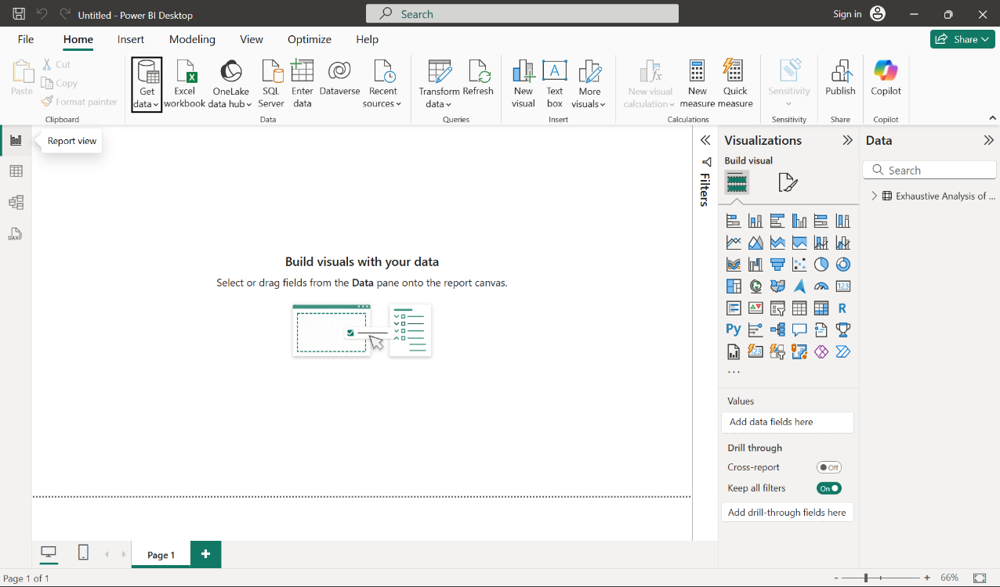 Untitled - Power BI Desktop
Search
Sign in
File Home Insert Modeling View Optimize Help
Share
Paste
Cut
Copy
Format painter
Clipboard
Get data
Excel workbook
OneLake data hub
SQL Server
Enter data
Dataverse
Recent sources
Data
Transform data
Refresh
Queries
New visual
Text box
More visuals
Insert
New visual calculation
New measure
Quick measure
Calculations
Sensitivity
Sensitivity
Publish
Share
Copilot
Copilot
Report view
DAX
Build visuals with your data
Select or drag fields from the Data pane onto the report canvas.
Filters
Visualizations
Build visual
123
R
Py
123
...
Values
Add data fields here
Drill through
Cross-report
Off
Keep all filters
On
Add drill-through fields here
Data
Search
Exhaustive Analysis of ...
Page 1
+
Page 1 of 1
- + 66%